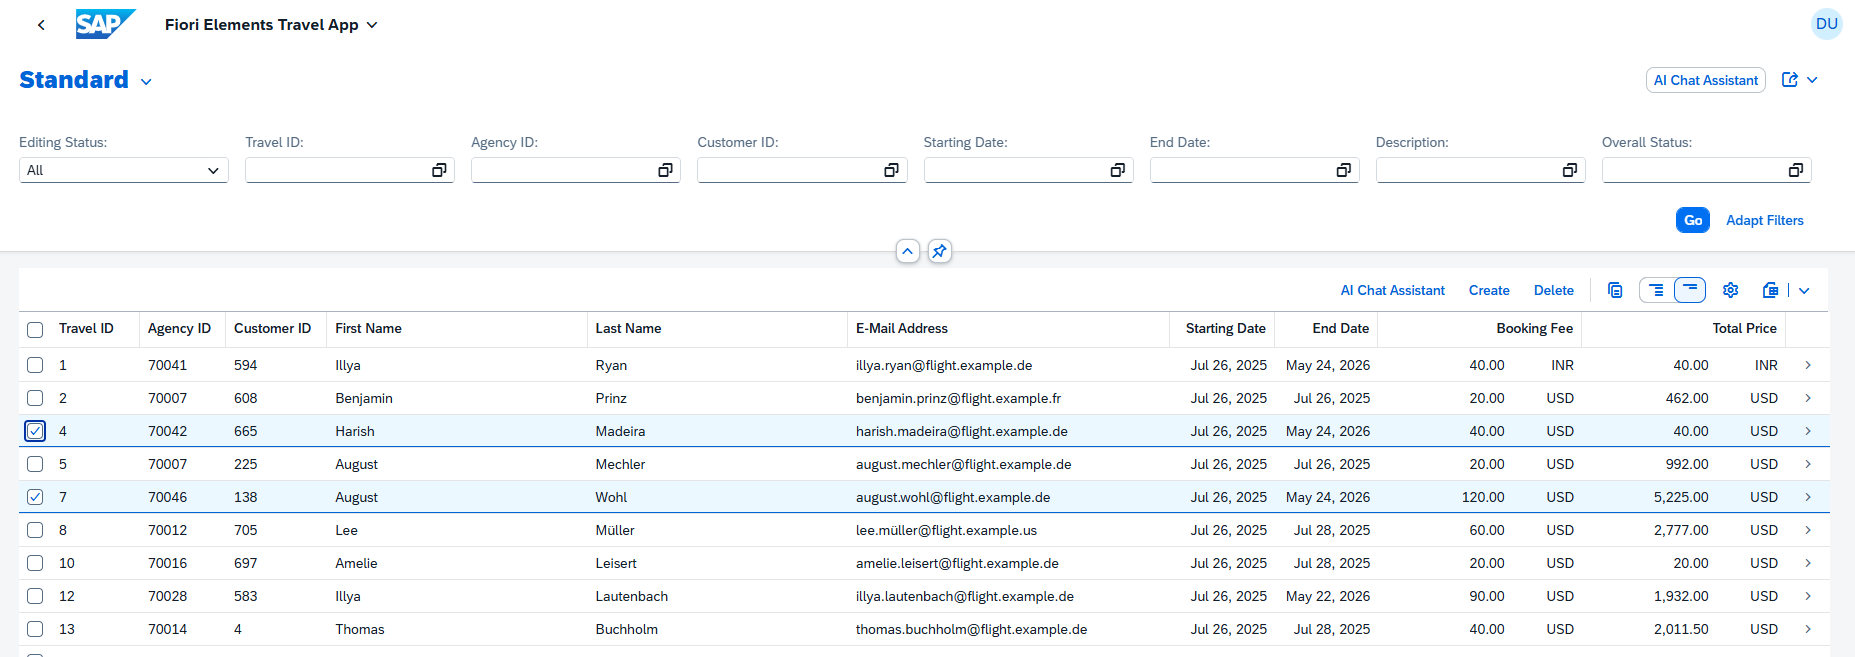 SAP Fiori Elements Travel App DU
Standard AI Chat Assistant
Editing Status: Travel ID: Agency ID: Customer ID: Starting Date: End Date: Description: Overall Status:
All
Go Adapt Filters
AI Chat Assistant Create Delete
Travel ID Agency ID Customer ID First Name Last Name E-Mail Address Starting Date End Date Booking Fee Total Price
1 70041 594 Illya Ryan illya.ryan@flight.example.de Jul 26, 2025 May 24, 2026 40.00 INR 40.00 INR
2 70007 608 Benjamin Prinz benjamin.prinz@flight.example.fr Jul 26, 2025 Jul 26, 2025 20.00 USD 462.00 USD
4 70042 665 Harish Madeira harish.madeira@flight.example.de Jul 26, 2025 May 24, 2026 40.00 USD 40.00 USD
5 70007 225 August Mechler august.mechler@flight.example.de Jul 26, 2025 Jul 26, 2025 20.00 USD 992.00 USD
7 70046 138 August Wohl august.wohl@flight.example.de Jul 26, 2025 May 24, 2026 120.00 USD 5,225.00 USD
8 70012 705 Lee Müller lee.müller@flight.example.us Jul 26, 2025 Jul 28, 2025 60.00 USD 2,777.00 USD
10 70016 697 Amelie Leisert amelie.leisert@flight.example.de Jul 26, 2025 Jul 28, 2025 20.00 USD 20.00 USD
12 70028 583 Illya Lautenbach illya.lautenbach@flight.example.de Jul 26, 2025 May 22, 2026 90.00 USD 1,932.00 USD
13 70014 4 Thomas Buchholm thomas.buchholm@flight.example.de Jul 26, 2025 Jul 28, 2025 40.00 USD 2,011.50 USD